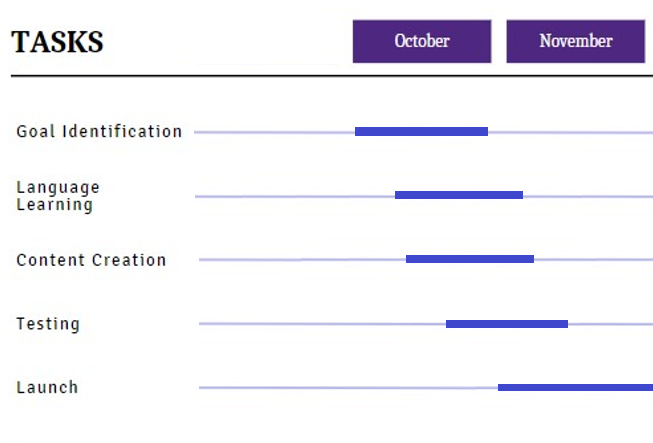 TASKS
October
November
Goal Identification
Language
Learning
Content Creation
Testing
Launch